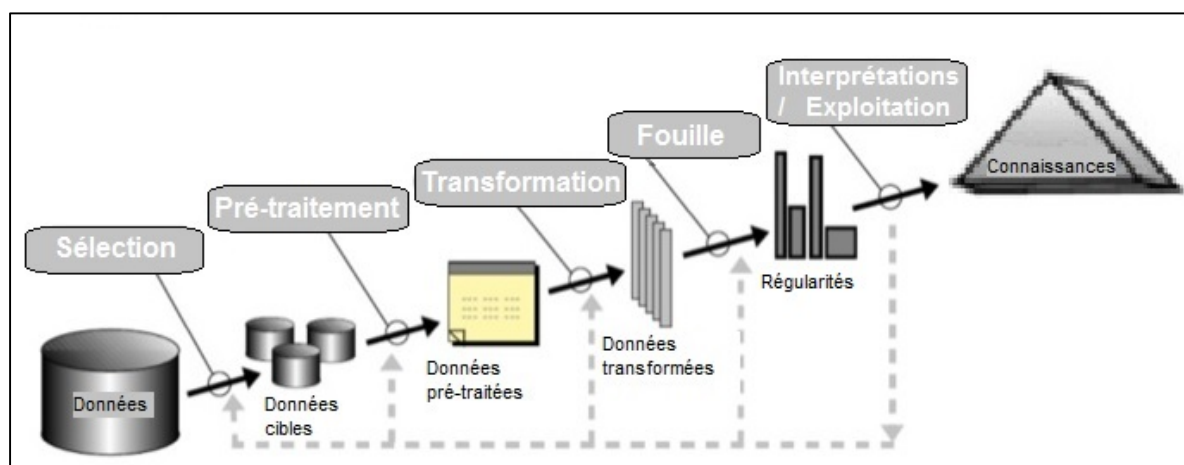 Interprétations
/ Exploitation
Fouille
Transformation
Pré-traitement
Sélection
Données
Données
cibles
Données
pré-traitées
Données
transformées
Régularités
Connaissances